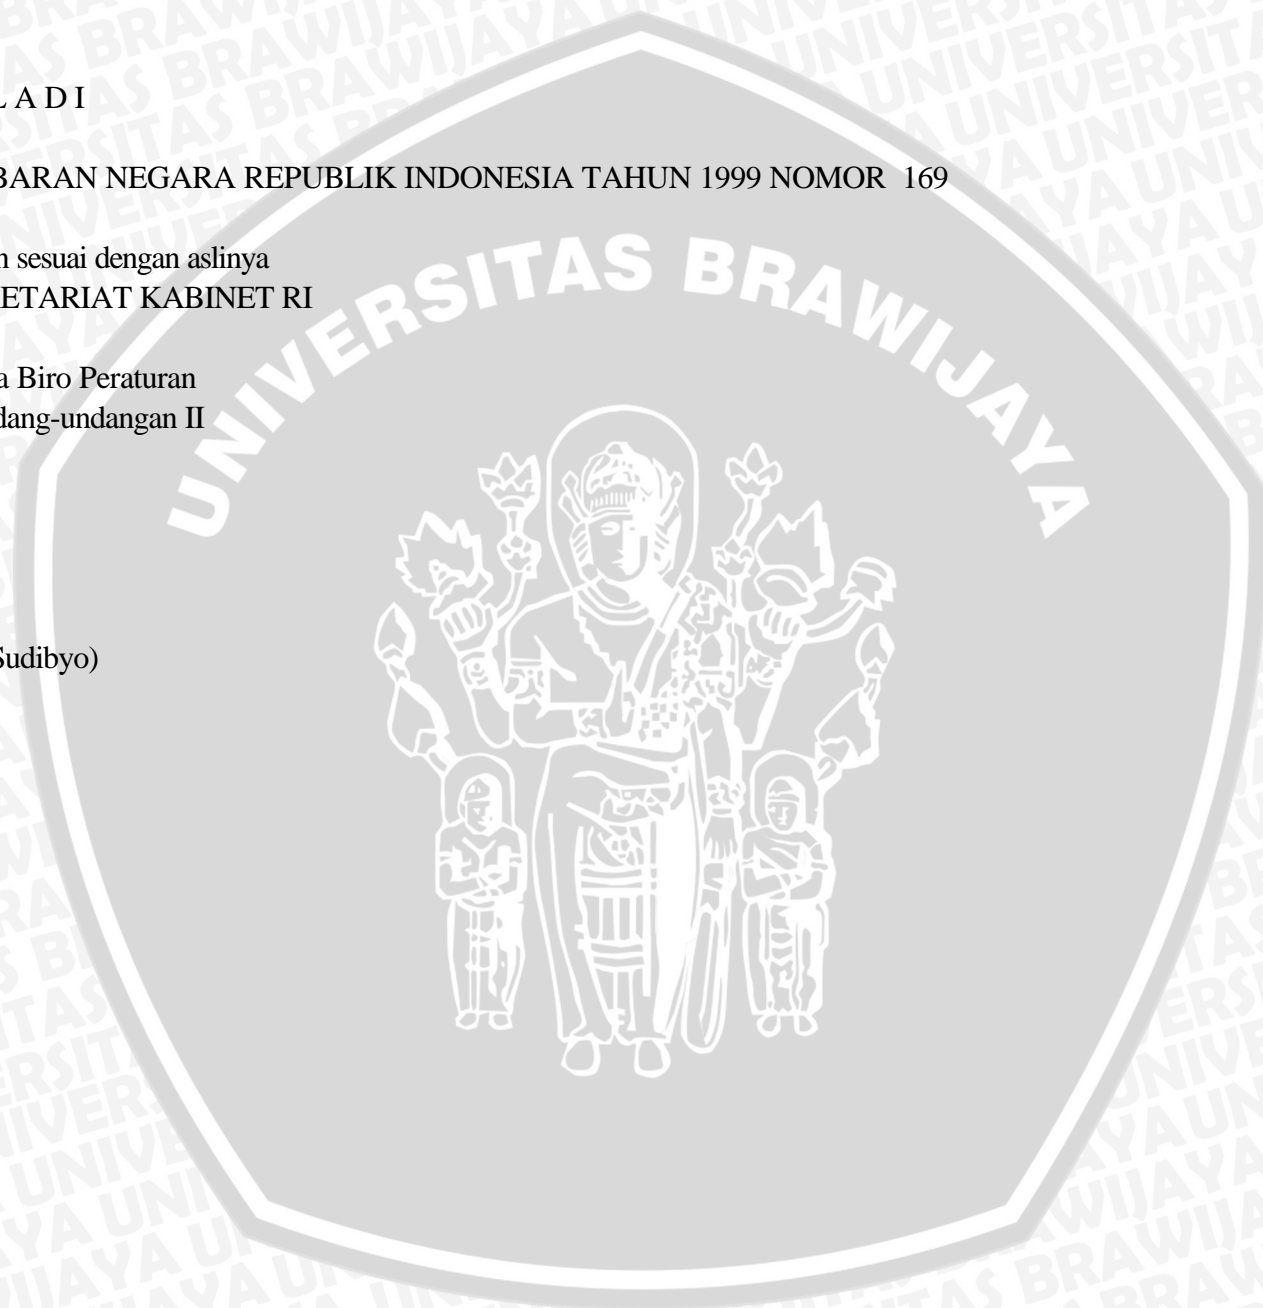 L A D I
BARAN NEGARA REPUBLIK INDONESIA TAHUN 1999 NOMOR 169
n sesuai dengan aslinya
ETARIAT KABINET RI
a Biro Peraturan
dang-undangan II
Sudibyo)
UNIVERSITAS BRAWIJAYA